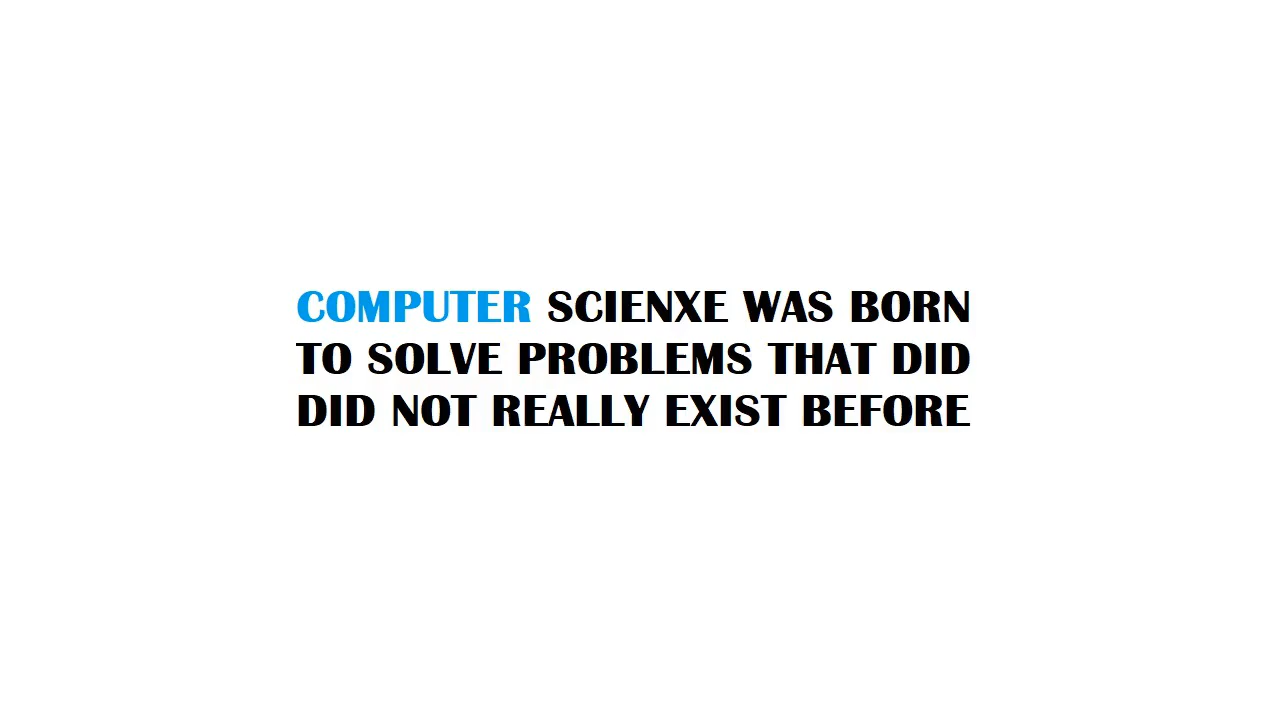 COMPUTER SCIENXE WAS BORN
TO SOLVE PROBLEMS THAT DID
DID NOT REALLY EXIST BEFORE